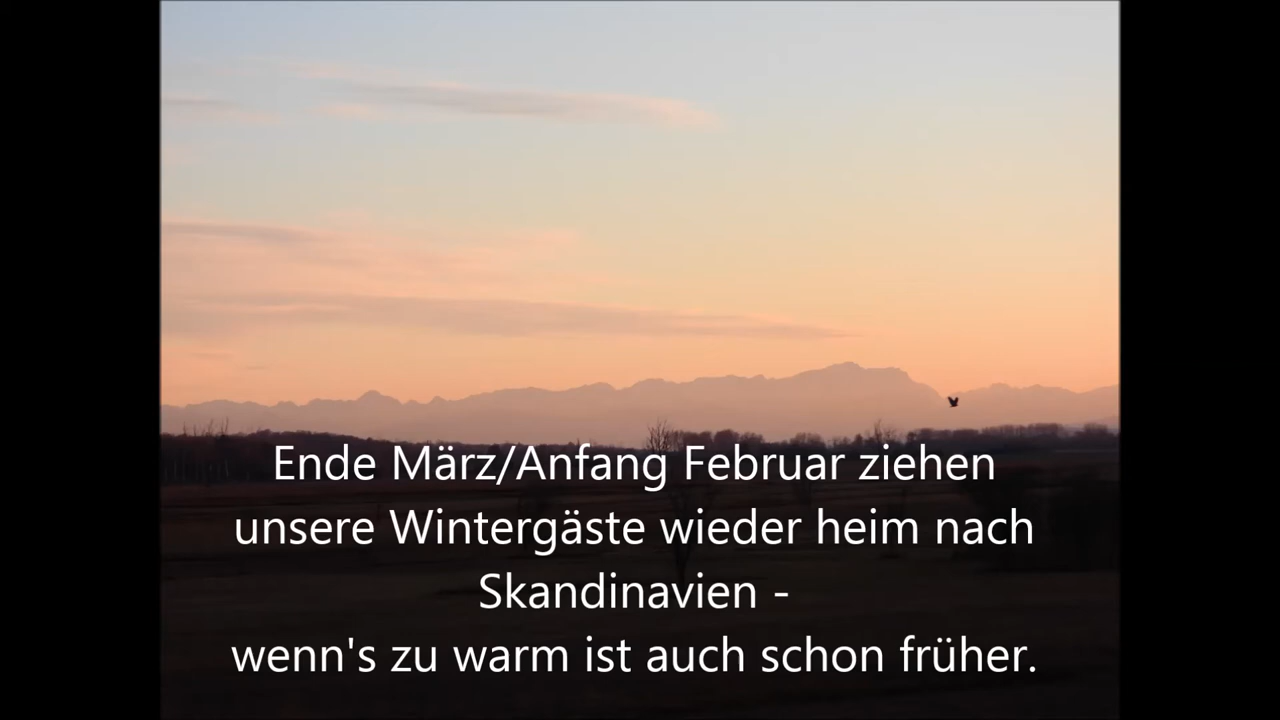 Ende März/Anfang Februar ziehen
unsere Wintergäste wieder heim nach
Skandinavien -
wenn's zu warm ist auch schon früher.